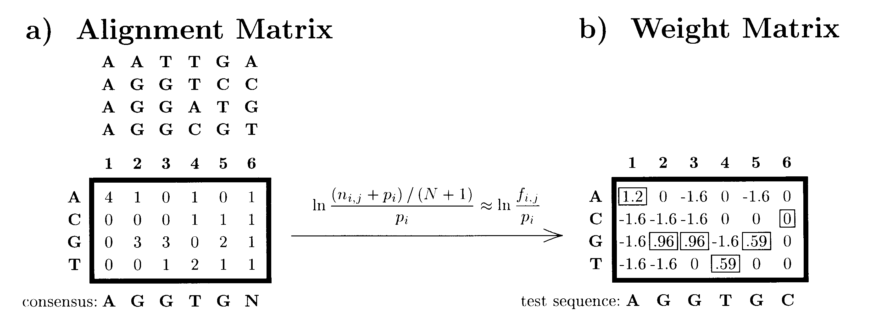 a) Alignment Matrix
A A T T G A
A G G T C C
A G G A T G
A G G C G T
1 2 3 4 5 6
A 4 1 0 1 0 1
C 0 0 0 1 1 1
G 0 3 3 0 2 1
T 0 0 1 2 1 1
consensus: A G G T G N
ln (n_{i,j} + p_i) / (N + 1) / p_i ≈ ln f_{i,j} / p_i
b) Weight Matrix
1 2 3 4 5 6
A 1.2 0 -1.6 0 -1.6 0
C -1.6 -1.6 -1.6 0 0 0
G -1.6 .96 .96 -1.6 .59 0
T -1.6 -1.6 0 .59 0 0
test sequence: A G G T G C